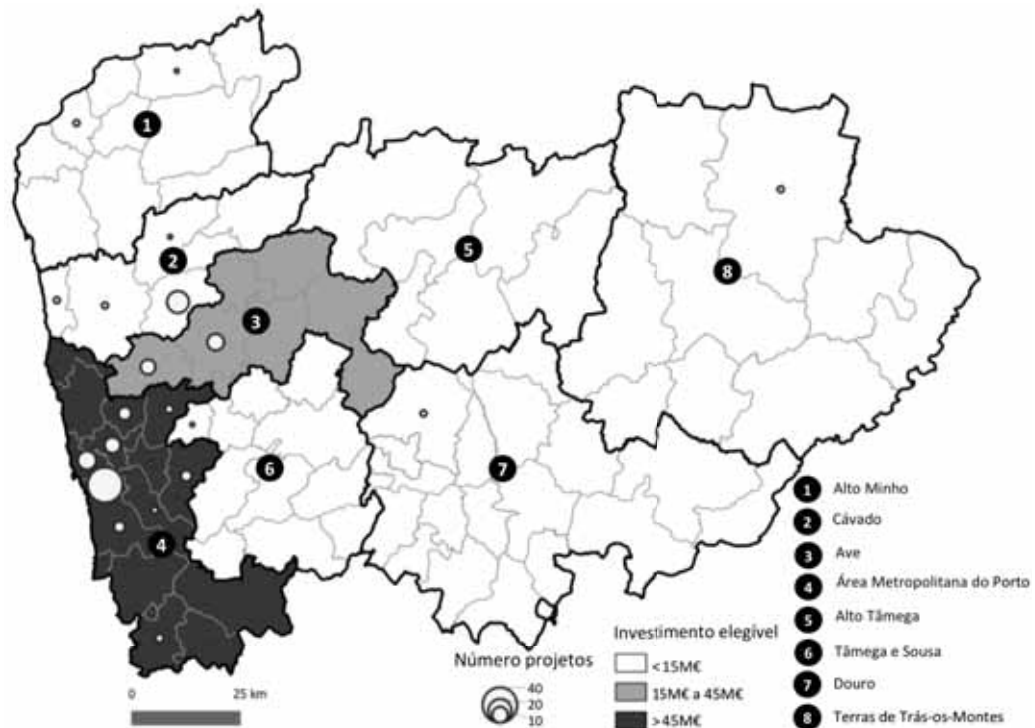 1
2
3
4
5
6
7
8
1 Alto Minho
2 Cávado
3 Ave
4 Área Metropolitana do Porto
5 Alto Tâmega
6 Tâmega e Sousa
7 Douro
8 Terras de Trás-os-Montes
Investimento elegível
<15M€
15M€ a 45M€
>45M€
Número projetos
40
20
10
0 25 km